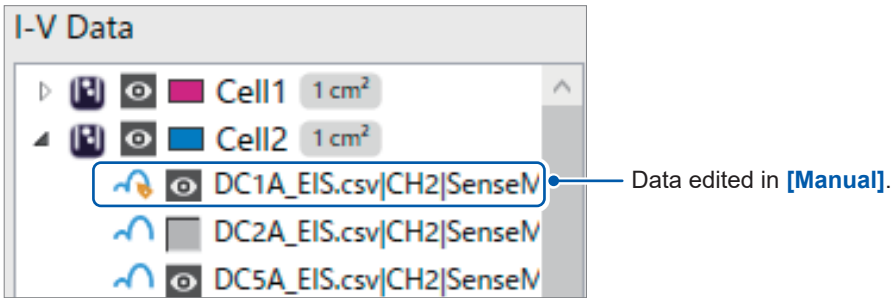 I-V Data
Cell1 1 cm²
Cell2 1 cm²
DC1A_EIS.csv|CH2|SenseM
Data edited in [Manual].
DC2A_EIS.csv|CH2|SenseM
DC5A_EIS.csv|CH2|SenseM